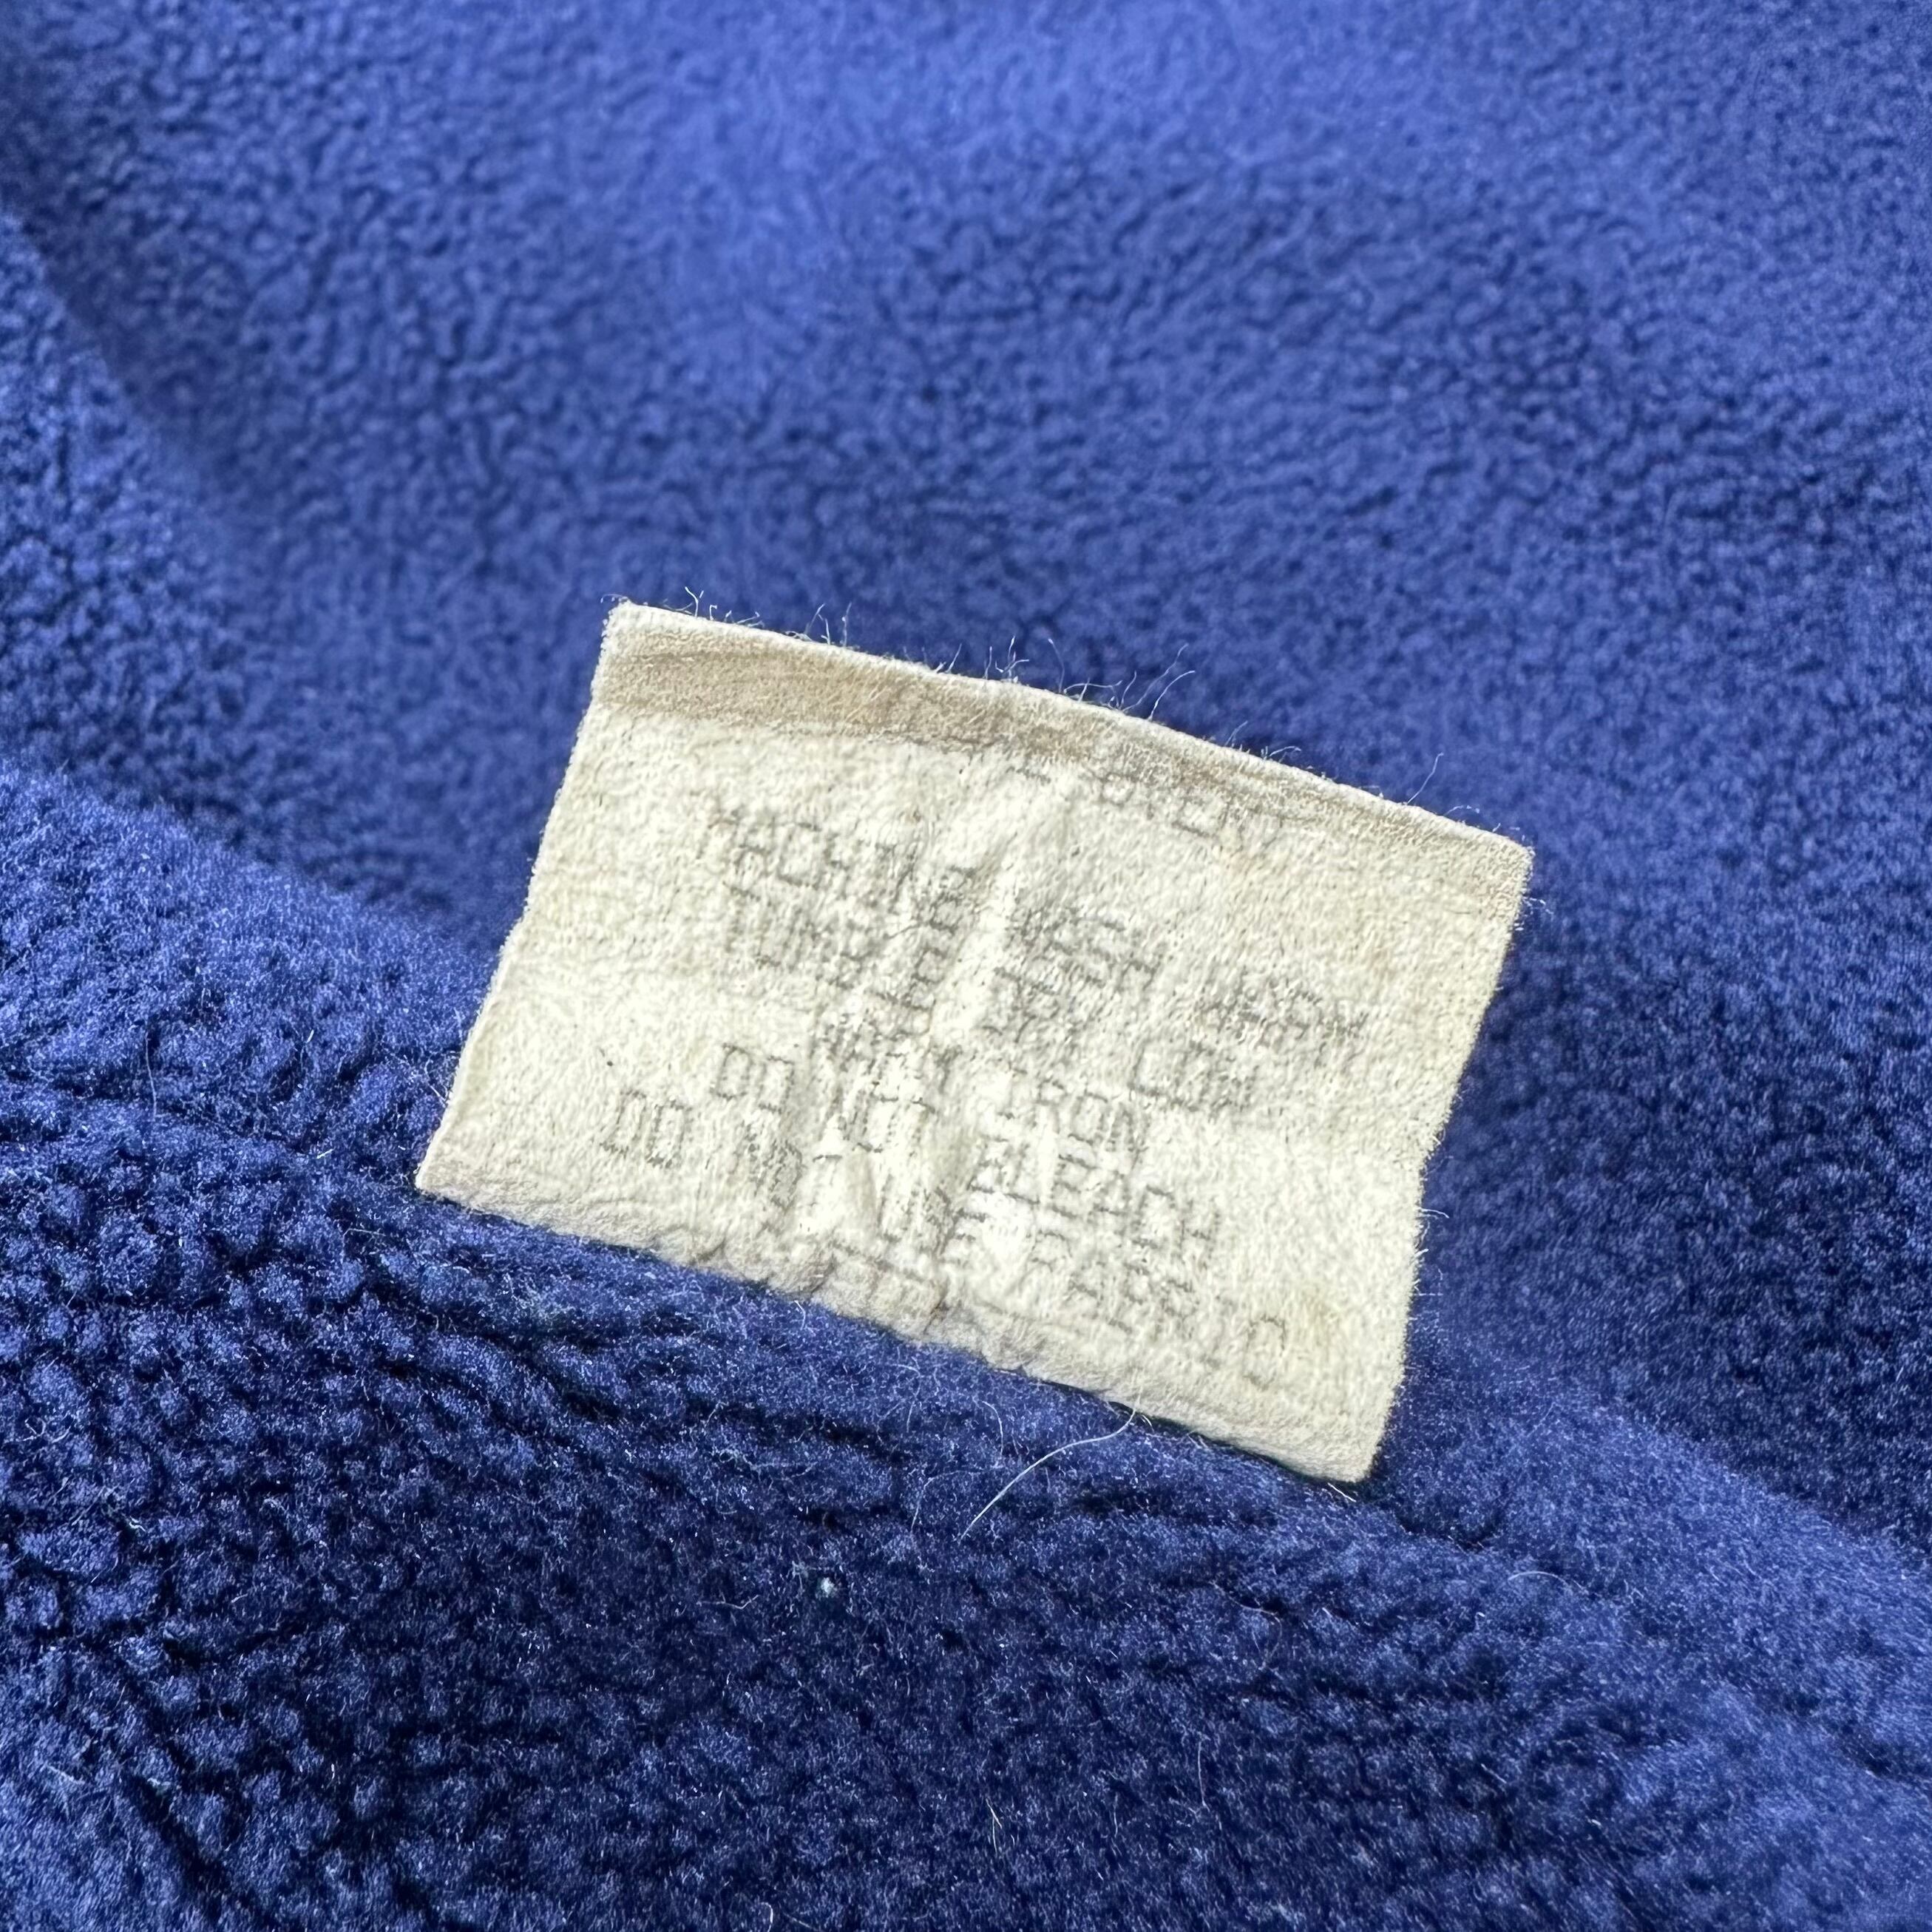 MACHINE WASH WARM
TUMBLE DRY LOW
WARM IRON
DO NOT BLEACH
DO NOT USE FABRIC